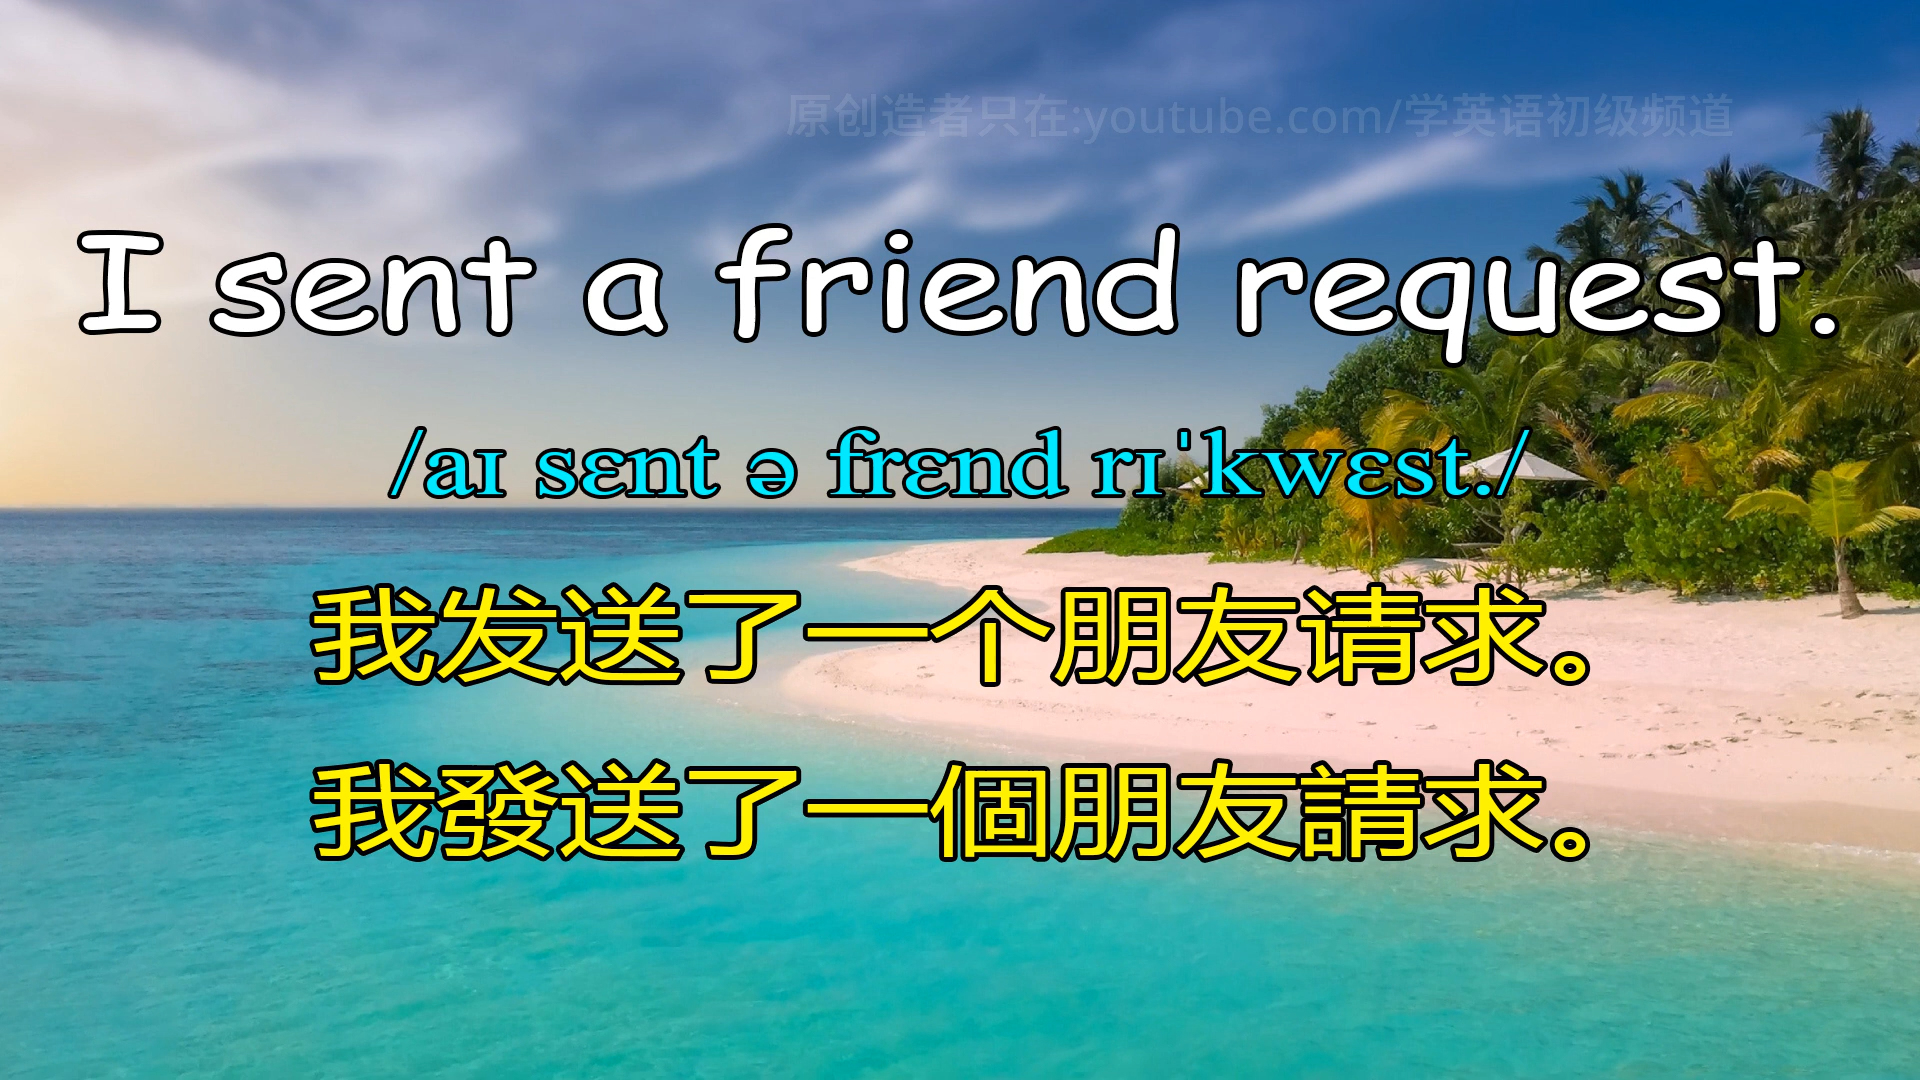 原创造者只在:youtube.com/学英语初级频道
I sent a friend request.
/aɪ sɛnt ə frɛnd rɪˈkwɛst./
我发送了一个朋友请求。
我發送了一個朋友請求。